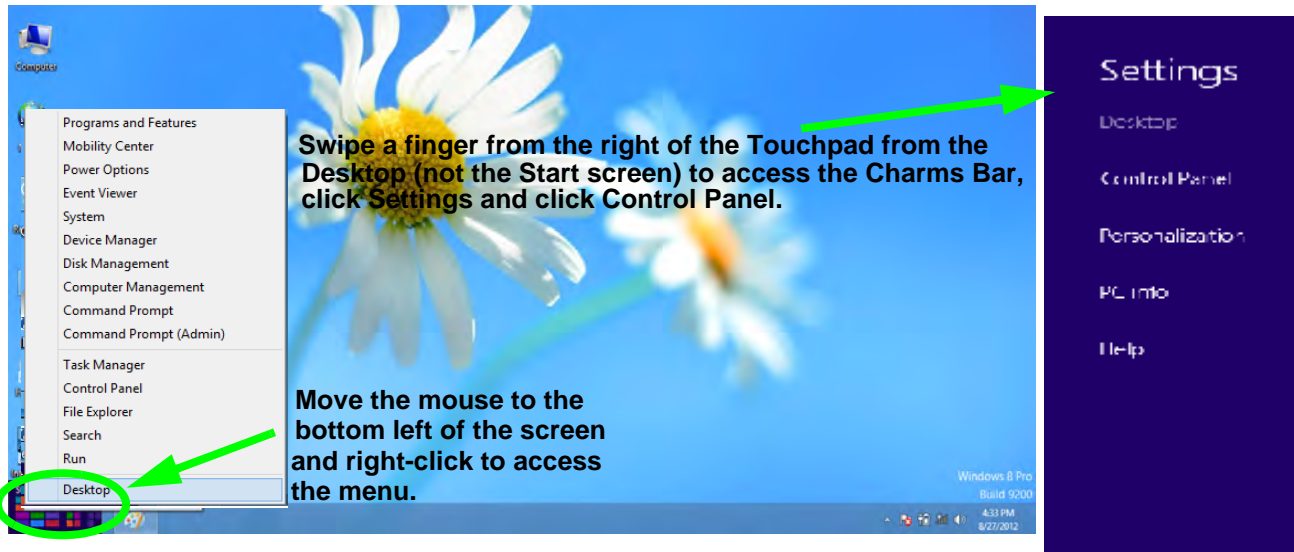 Computer
Programs and Features
Mobility Center
Power Options
Event Viewer
System
Device Manager
Disk Management
Computer Management
Command Prompt
Command Prompt (Admin)
Task Manager
Control Panel
File Explorer
Search
Run
Desktop
Swipe a finger from the right of the Touchpad from the
Desktop (not the Start screen) to access the Charms Bar,
click Settings and click Control Panel.
Move the mouse to the
bottom left of the screen
and right-click to access
the menu.
Windows 8 Pro
Build 9200
4:33 PM
8/27/2012
Settings
Desktop
Control Panel
Personalization
PC info
Help